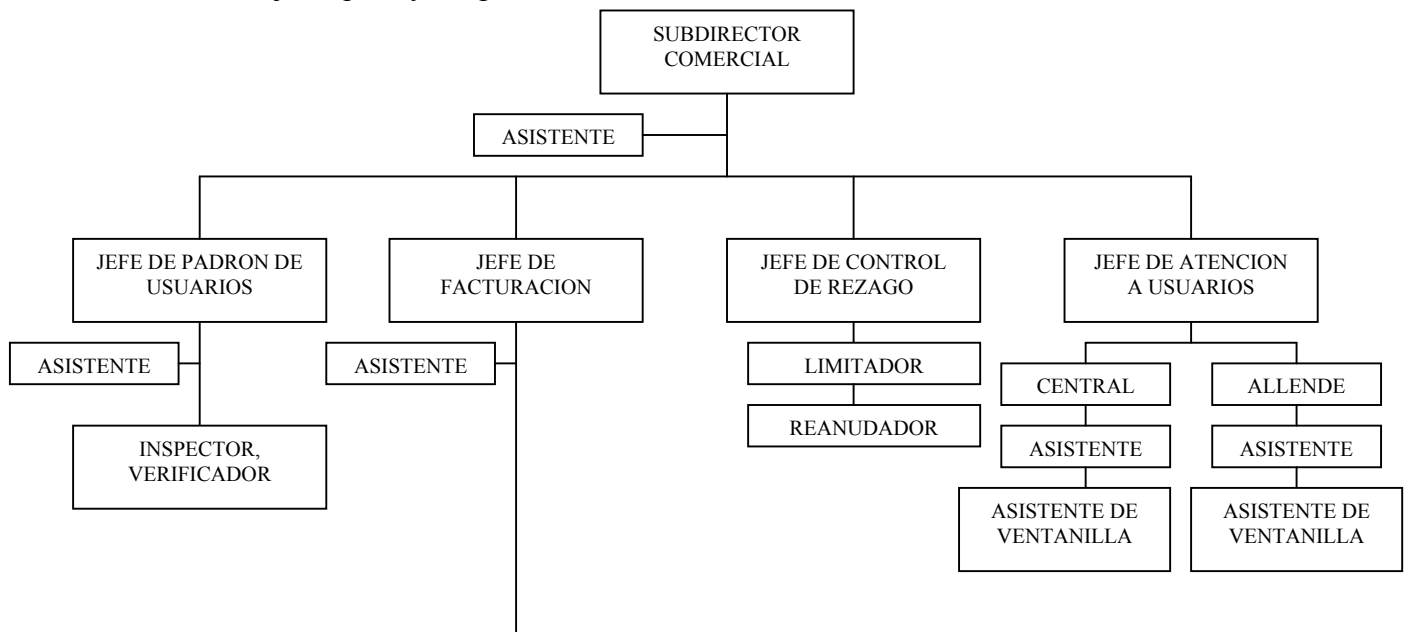 SUBDIRECTOR
COMERCIAL
ASISTENTE
JEFE DE PADRON DE
USUARIOS
JEFE DE
FACTURACION
JEFE DE CONTROL
DE REZAGO
JEFE DE ATENCION
A USUARIOS
ASISTENTE
ASISTENTE
LIMITADOR
CENTRAL
ALLENDE
REANUDADOR
INSPECTOR,
VERIFICADOR
ASISTENTE
ASISTENTE
ASISTENTE DE
VENTANILLA
ASISTENTE DE
VENTANILLA